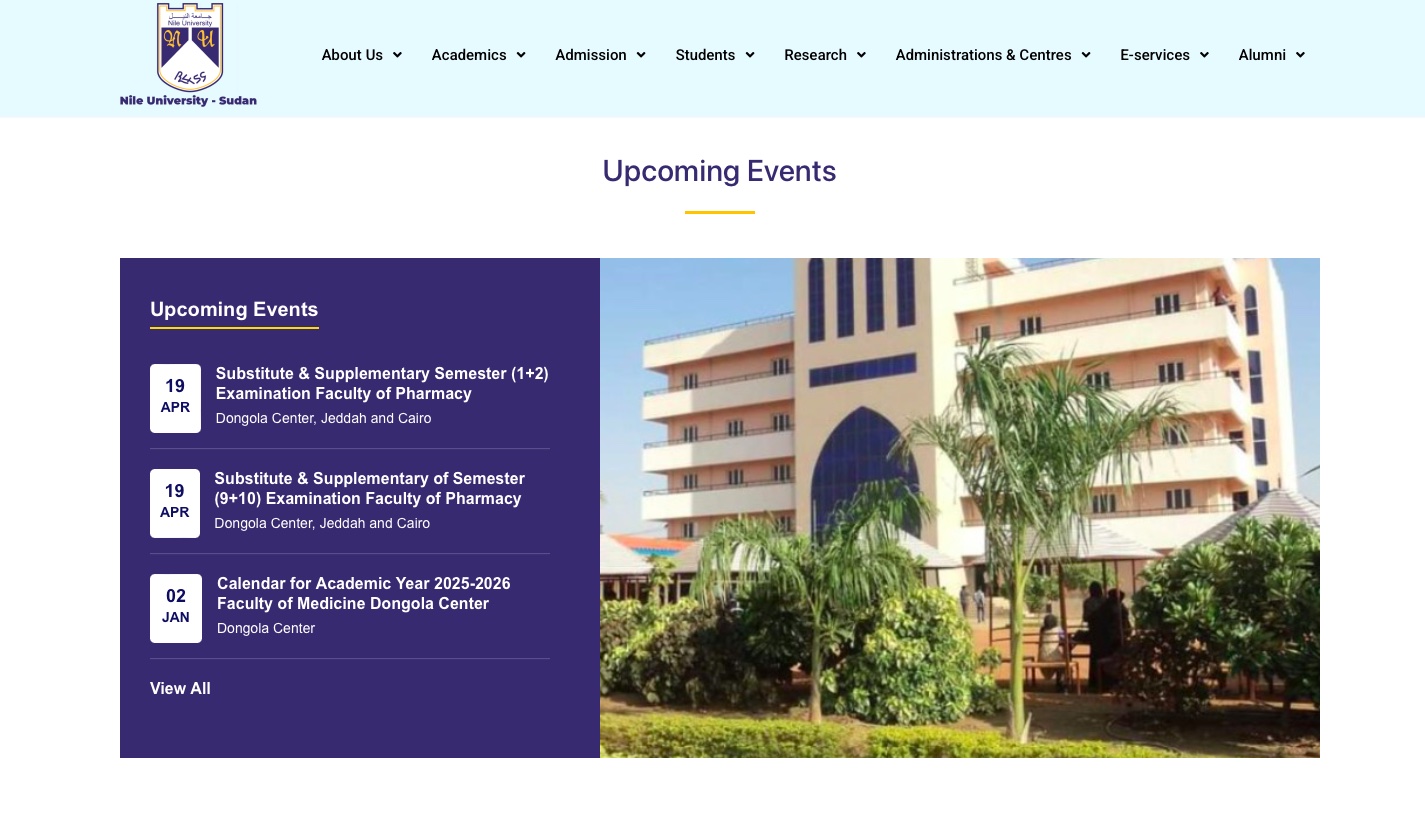 جامعة النيل
Nile University
N U
Nile University - Sudan
About Us
Academics
Admission
Students
Research
Administrations & Centres
E-services
Alumni
Upcoming Events
Upcoming Events
19
APR
Substitute & Supplementary Semester (1+2)
Examination Faculty of Pharmacy
Dongola Center, Jeddah and Cairo
19
APR
Substitute & Supplementary of Semester
(9+10) Examination Faculty of Pharmacy
Dongola Center, Jeddah and Cairo
02
JAN
Calendar for Academic Year 2025-2026
Faculty of Medicine Dongola Center
Dongola Center
View All